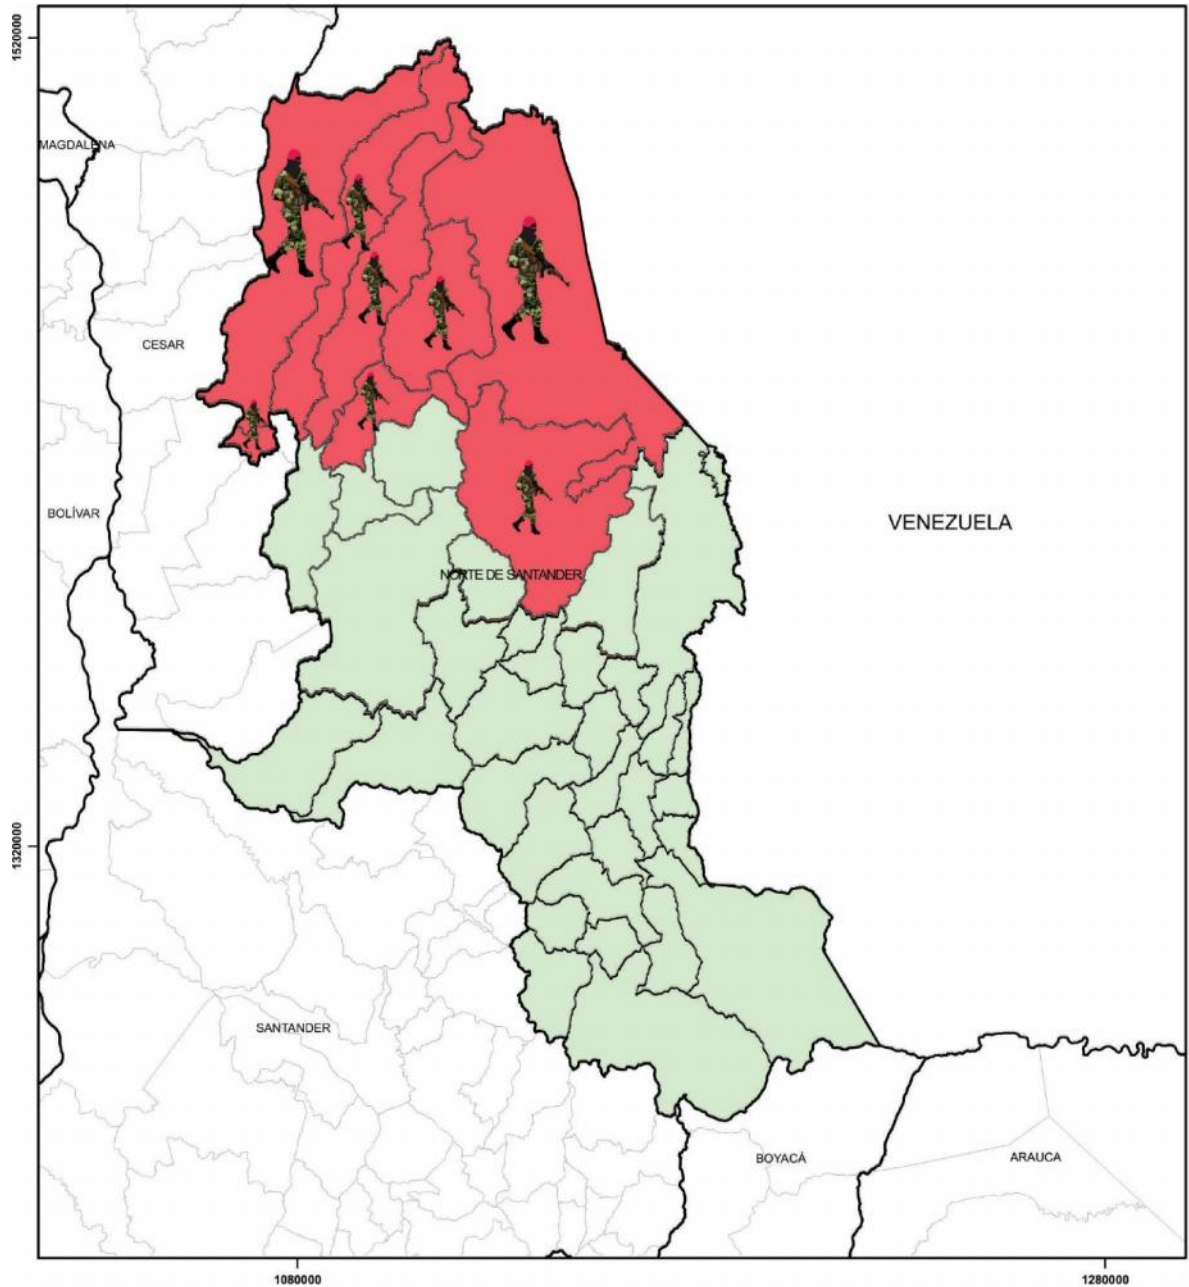 1520000
MAGDALENA
CESAR
BOLÍVAR
VENEZUELA
NORTE DE SANTANDER
1320000
SANTANDER
BOYACÁ
ARAUCA
1080000
1280000